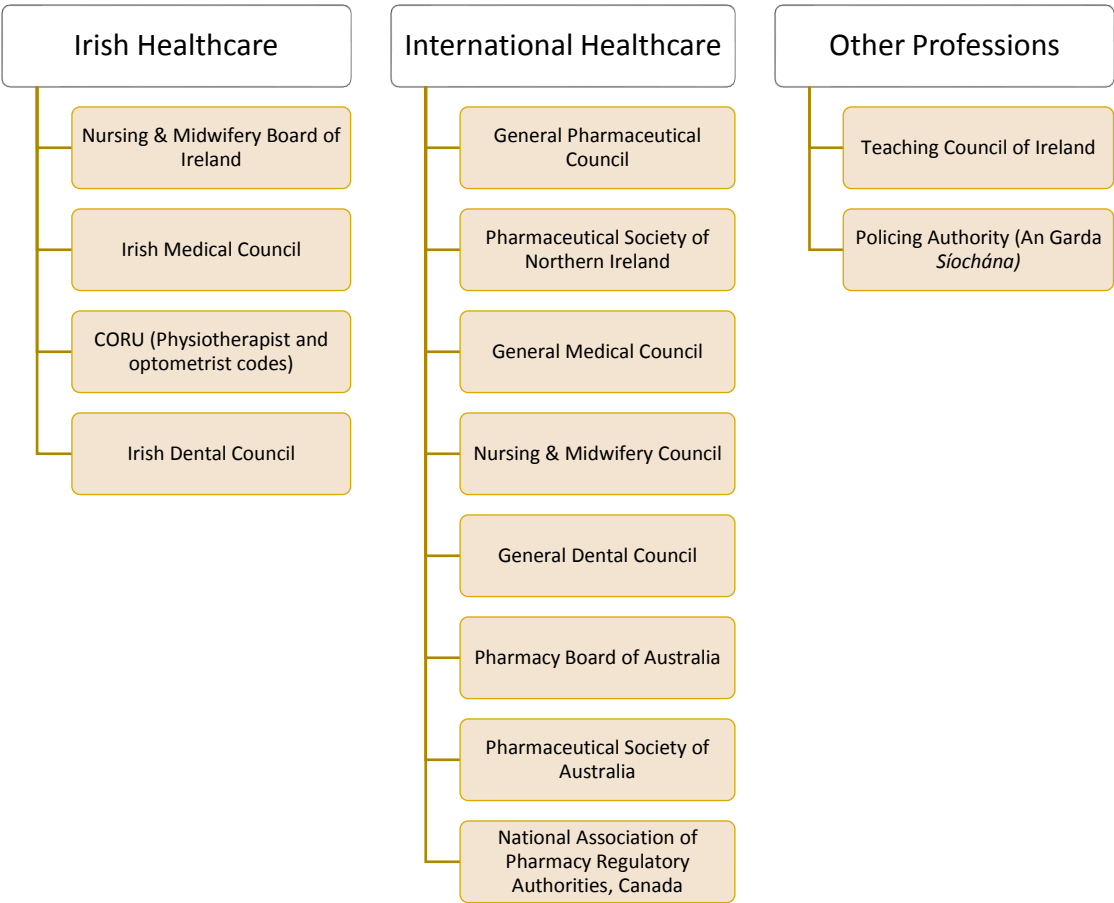 Irish Healthcare
Nursing & Midwifery Board of
Ireland
Irish Medical Council
CORU (Physiotherapist and
optometrist codes)
Irish Dental Council
International Healthcare
General Pharmaceutical
Council
Pharmaceutical Society of
Northern Ireland
General Medical Council
Nursing & Midwifery Council
General Dental Council
Pharmacy Board of Australia
Pharmaceutical Society of
Australia
National Association of
Pharmacy Regulatory
Authorities, Canada
Other Professions
Teaching Council of Ireland
Policing Authority (An Garda
Síochána)